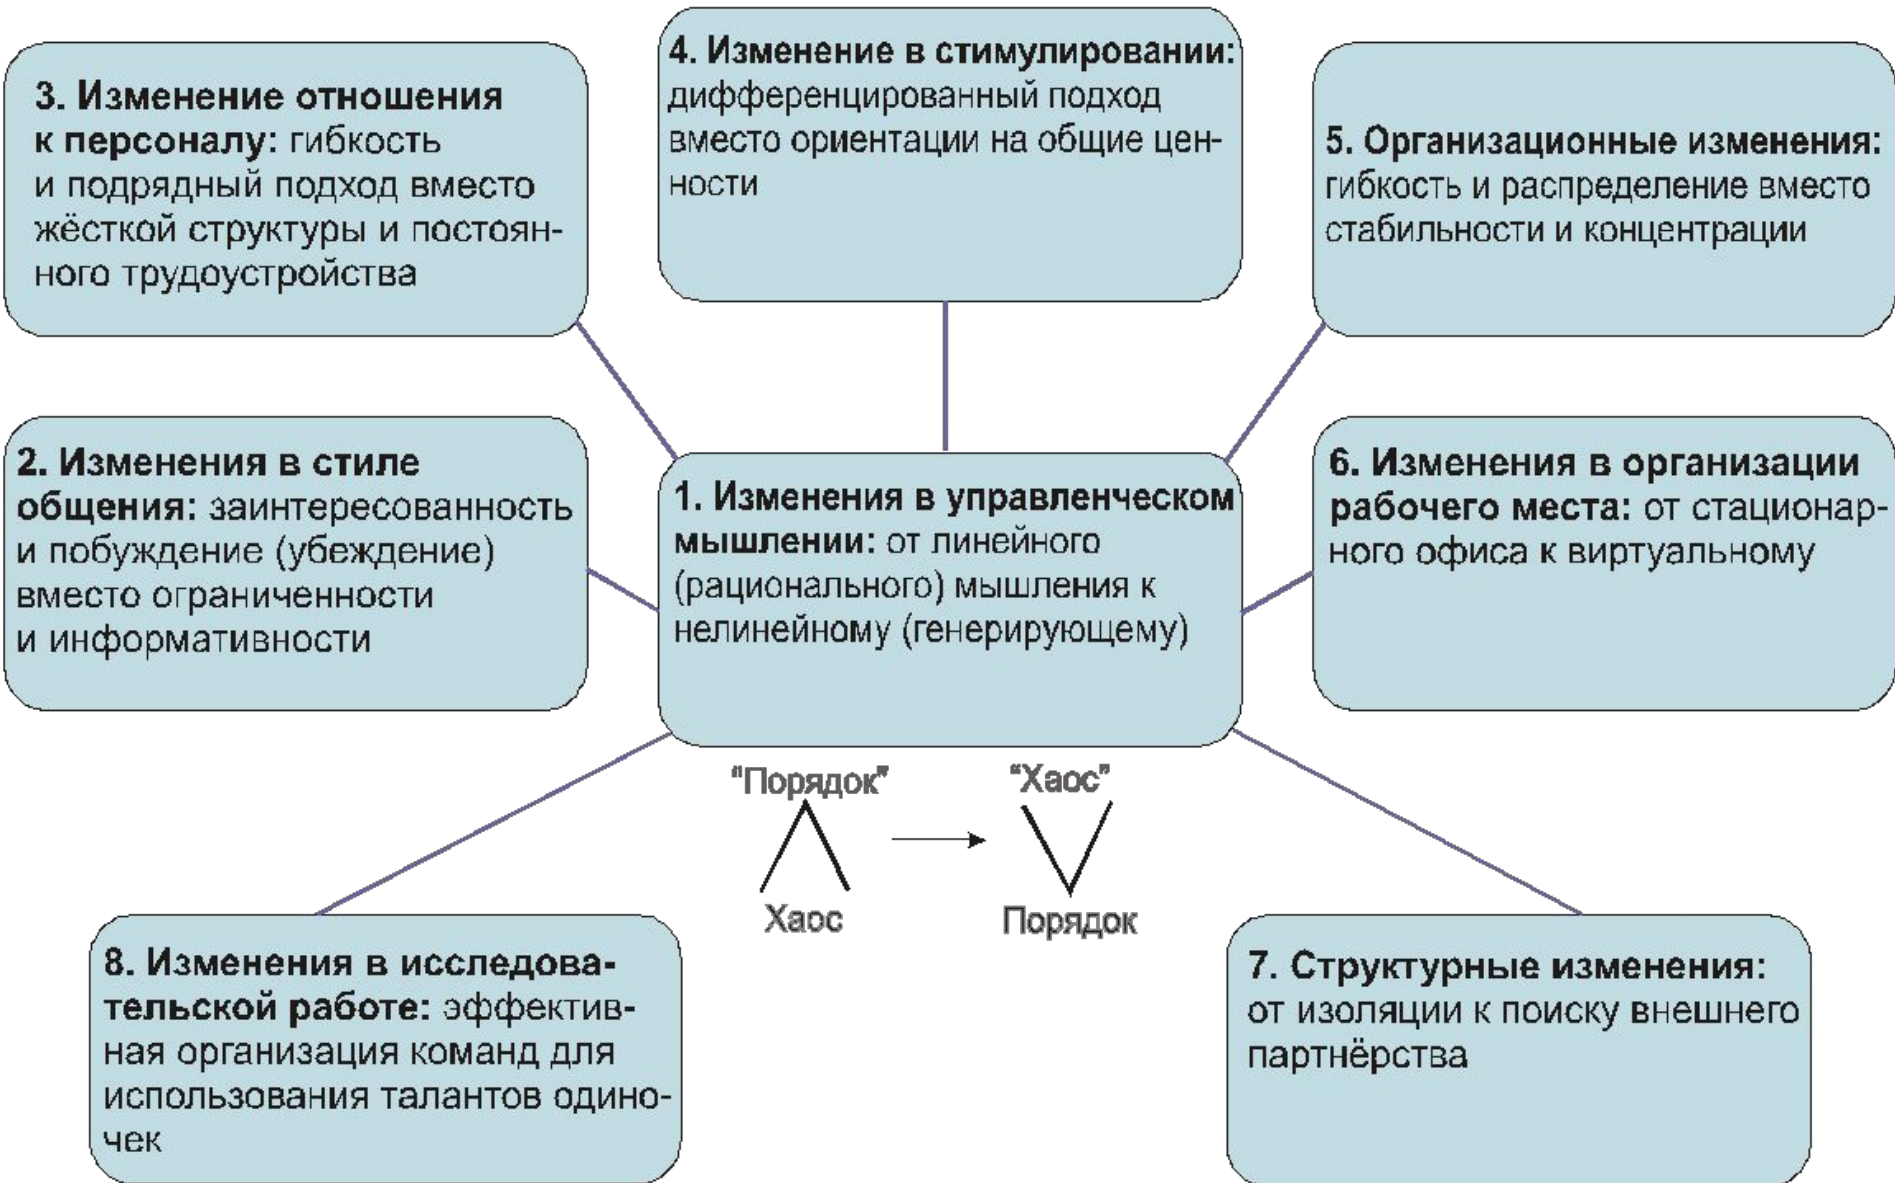 4. Изменение в стимулировании:
дифференцированный подход
вместо ориентации на общие цен-
ности
3. Изменение отношения
к персоналу: гибкость
и подрядный подход вместо
жёсткой структуры и постоян-
ного трудоустройства
5. Организационные изменения:
гибкость и распределение вместо
стабильности и концентрации
2. Изменения в стиле
общения: заинтересованность
и побуждение (убеждение)
вместо ограниченности
и информативности
1. Изменения в управленческом
мышлении: от линейного
(рационального) мышления к
нелинейному (генерирующему)
6. Изменения в организации
рабочего места: от стационар-
ного офиса к виртуальному
"Порядок"
"Хаос"
Хаос
Порядок
8. Изменения в исследова-
тельской работе: эффектив-
ная организация команд для
использования талантов одино-
чек
7. Структурные изменения:
от изоляции к поиску внешнего
партнёрства